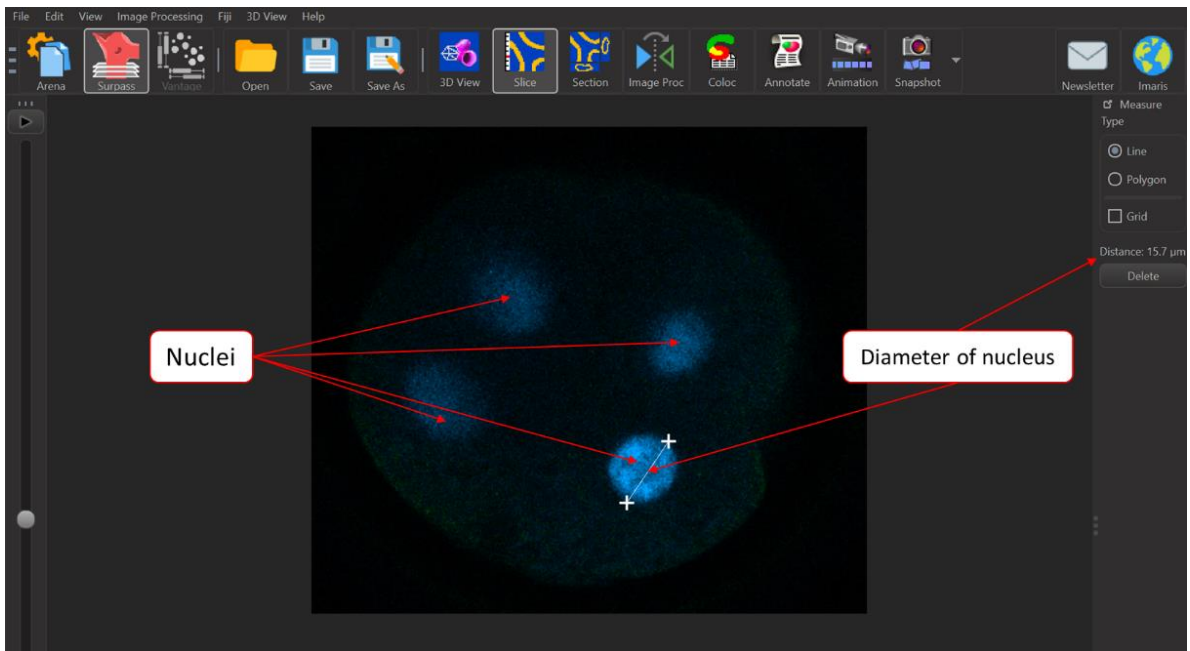 File Edit View Image Processing Fiji 3D View Help
Arena Surpass Vantage Open Save Save As 3D View Slice Section Image Proc Coloc Annotate Animation Snapshot Newsletter Imaris
Measure
Type
Line
Polygon
Grid
Distance: 15.7 µm
Delete
Nuclei
Diameter of nucleus